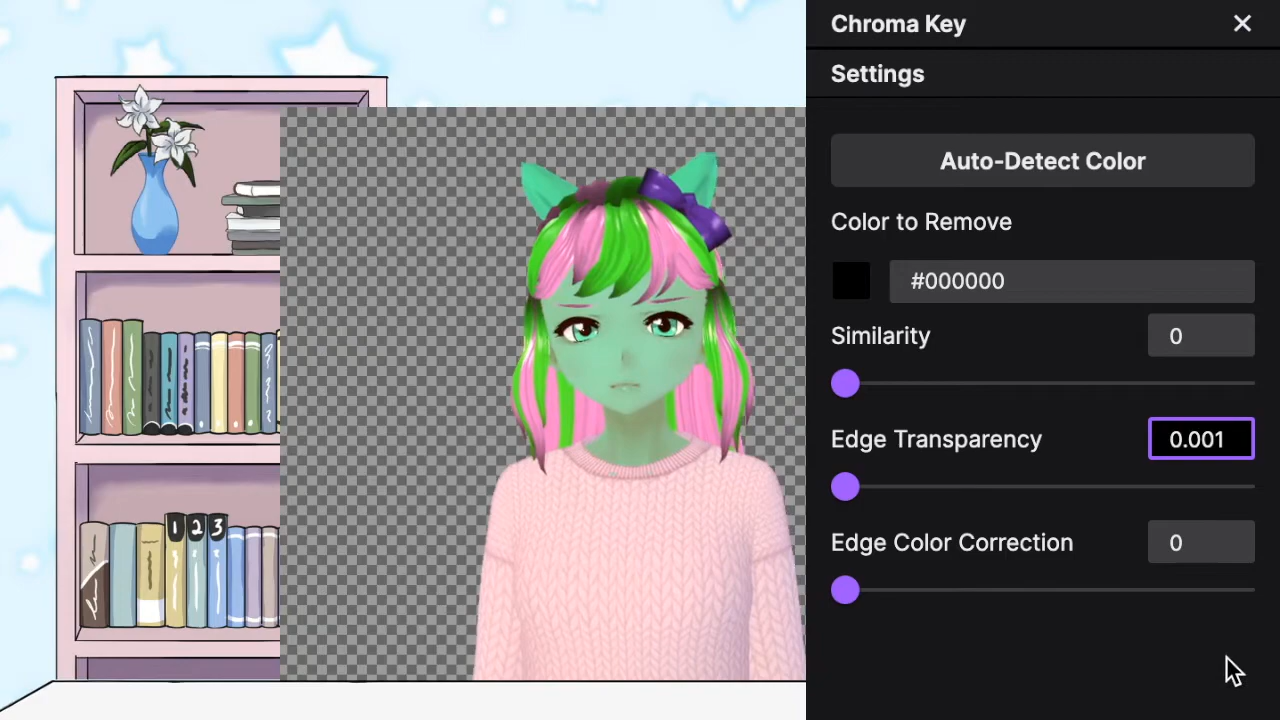 Chroma Key
Settings
Auto-Detect Color
Color to Remove
#000000
Similarity
0
Edge Transparency
0.001
Edge Color Correction
0
1 2 3